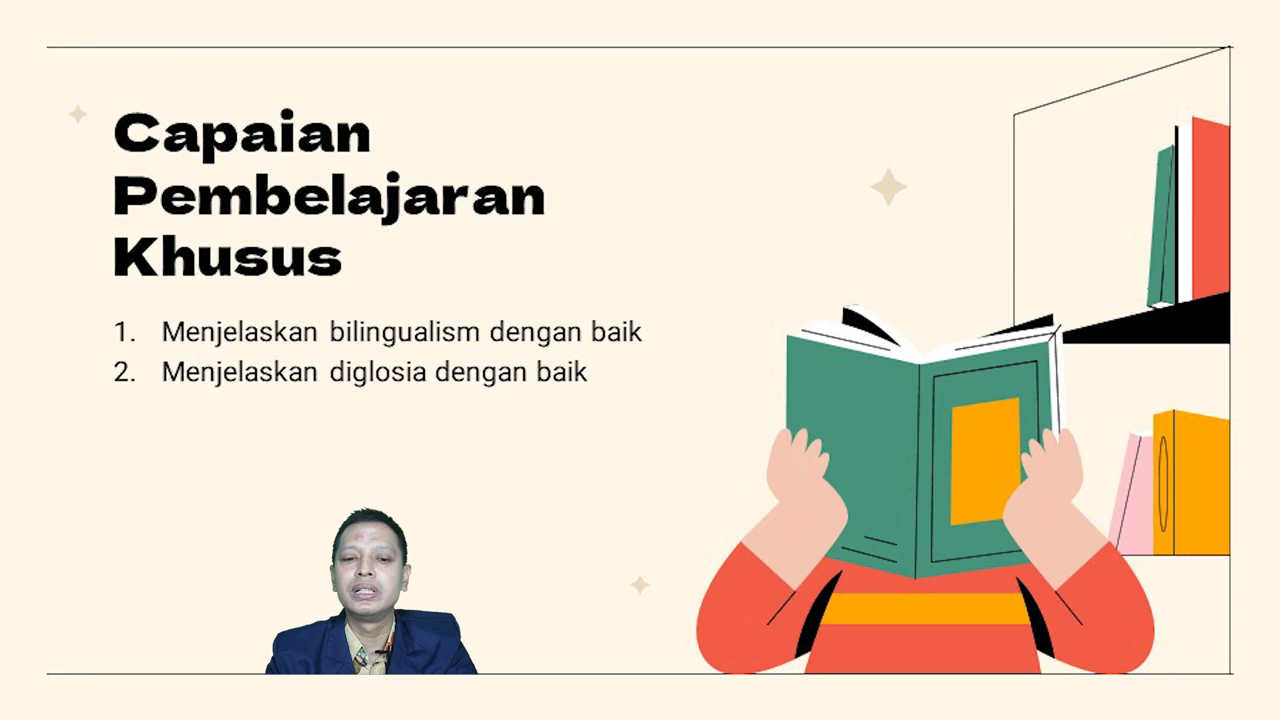 Capaian
Pembelajaran
Khusus
1. Menjelaskan bilingualism dengan baik
2. Menjelaskan diglosia dengan baik